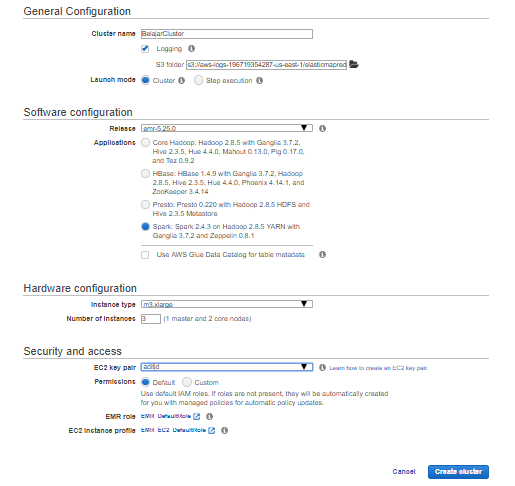 General Configuration
Cluster name BelajarCluster
Logging
S3 folder s3://aws-logs-196719354287-us-east-1/elasticmapred
Launch mode Cluster Step execution
Software configuration
Release emr-5.25.0
Applications Core Hadoop: Hadoop 2.8.5 with Ganglia 3.7.2,
Hive 2.3.5, Hue 4.4.0, Mahout 0.13.0, Pig 0.17.0,
and Tez 0.9.2
HBase: HBase 1.4.9 with Ganglia 3.7.2, Hadoop
2.8.5, Hive 2.3.5, Hue 4.4.0, Phoenix 4.14.1, and
ZooKeeper 3.4.14
Presto: Presto 0.220 with Hadoop 2.8.5 HDFS and
Hive 2.3.5 Metastore
Spark: Spark 2.4.3 on Hadoop 2.8.5 YARN with
Ganglia 3.7.2 and Zeppelin 0.8.1
Use AWS Glue Data Catalog for table metadata
Hardware configuration
Instance type m3.xlarge
Number of instances 3 (1 master and 2 core nodes)
Security and access
EC2 key pair Learn how to create an EC2 key pair.
Permissions Default Custom
Use default IAM roles. If roles are not present, they will be automatically created
for you with managed policies for automatic policy updates.
EMR role EMR_DefaultRole
EC2 instance profile EMR_EC2_DefaultRole
Cancel Create cluster